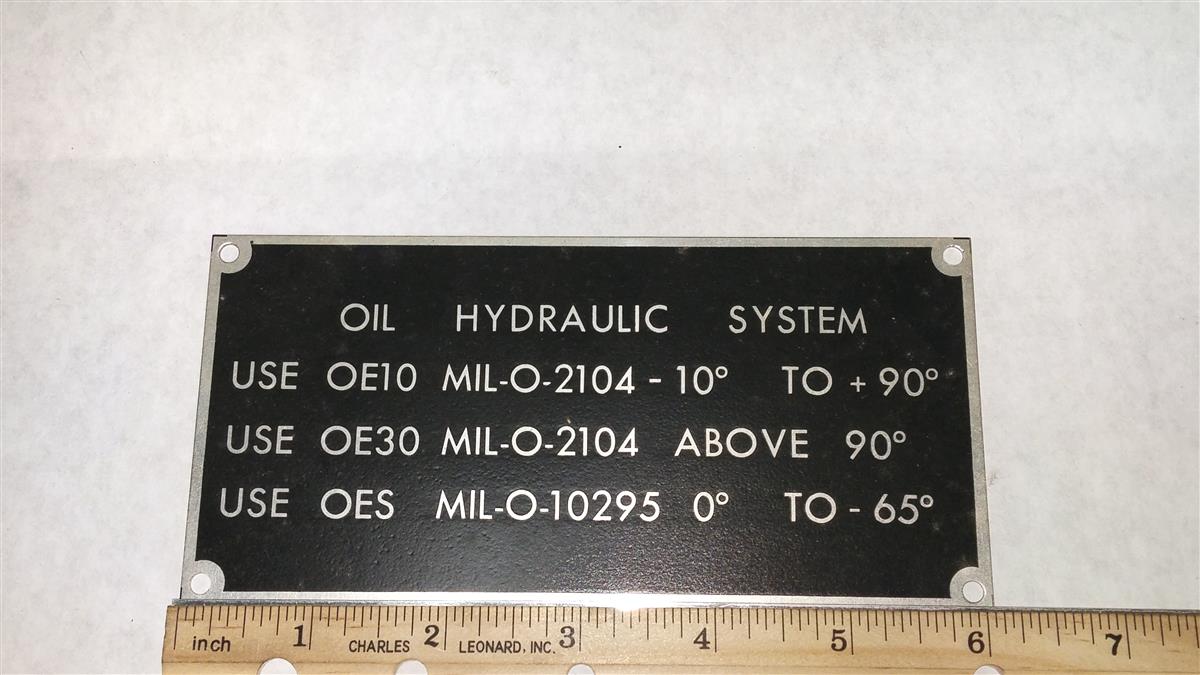 OIL HYDRAULIC SYSTEM
USE OE10 MIL-O-2104 - 10° TO + 90°
USE OE30 MIL-O-2104 ABOVE 90°
USE OES MIL-O-10295 0° TO - 65°
inch 1 CHARLES 2 LEONARD, INC. 3 4 5 6 7